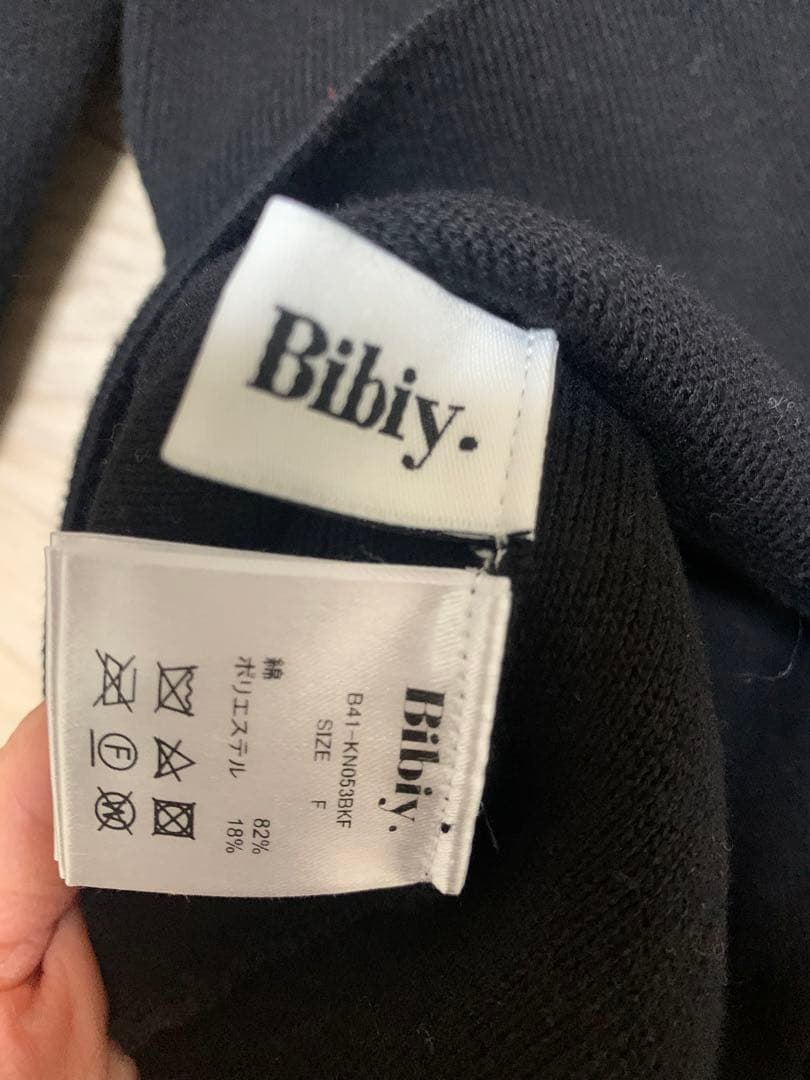 Bibiy.
Bibiy.
B41-KN053BKF
SIZE F
綿 82%
ポリエステル 18%
F
W